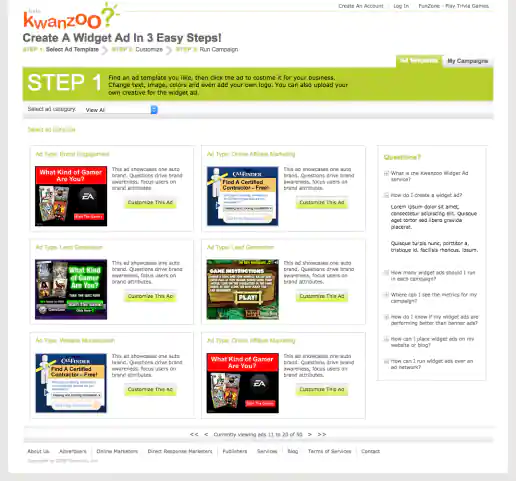 beta
kwanzoo?
Create An Account | Log In FunZone - Play Trivia Games.
Create A Widget Ad In 3 Easy Steps!
STEP 1: Select Ad Template STEP 2: Customize STEP 3: Run Campaign
Ad Templates My Campaigns
STEP 1
Find an ad template you like, then click the ad to costimie it for your business.
Change text, image, colors and even add your own logo. You can also upload your
own creative for the widget ad.
Select ad category: View All
Ad Type: Brand Engagement
What Kind of Gamer
Are You?
EA
This ad showcases one auto
brand. Questions drive brand
awareness, focus users on
brand attributes.
Customize This Ad
Ad Type: Online Affiliate Marketing
Find A Certified
Contractor – Free!
This ad showcases one auto
brand. Questions drive brand
awareness, focus users on
brand attributes.
Customize This Ad
Ad Type: Lead Generation
What Kind
of Gamer
Are You?
This ad showcases one auto
brand. Questions drive brand
awareness, focus users on
brand attributes.
Customize This Ad
Ad Type: Lead Generation
GAME INSTRUCTIONS
PLAY!
This ad showcases one auto
brand. Questions drive brand
awareness, focus users on
brand attributes.
Customize This Ad
Ad Type: Website Monetization
Find A Certified
Contractor – Free!
This ad showcases one auto
brand. Questions drive brand
awareness, focus users on
brand attributes.
Customize This Ad
Ad Type: Online Affiliate Marketing
What Kind of Gamer
Are You?
EA
This ad showcases one auto
brand. Questions drive brand
awareness, focus users on
brand attributes.
Customize This Ad
Questions?
What is the Kwanzoo Widget Ad
service?
How do I create a widget ad?
Lorem ipsum dolor sit amet,
consectetur adipiscing elit. Quisque
eget tortor sed libero gravida
placerat.
Quisque turpis nunc, porttitor a,
tristique id, facilisis rhoncus, ipsum.
How many widget ads should I run
in each campaign?
Where can I see the metrics for my
campaign?
How do I know if my widget ads are
performing better than banner ads?
How can I place widget ads on my
website or blog?
How can I run widget ads over an
ad network?
<< < Currently viewing ads 11 to 20 of 50 > >>
About Us | Advertisers | Online Marketers | Direct Response Marketers | Publishers | Services | Blog | Terms of Services | Contact